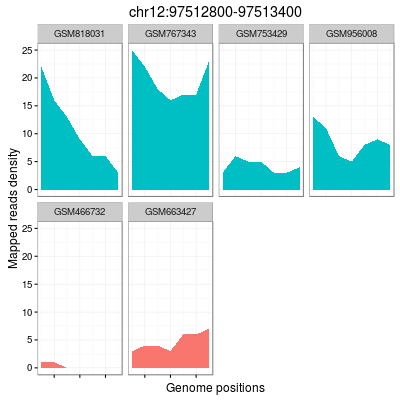 chr12:97512800-97513400
GSM818031 GSM767343 GSM753429 GSM956008
25
20
15
10
5
0
GSM466732 GSM663427
25
20
15
10
5
0
Mapped reads density
Genome positions